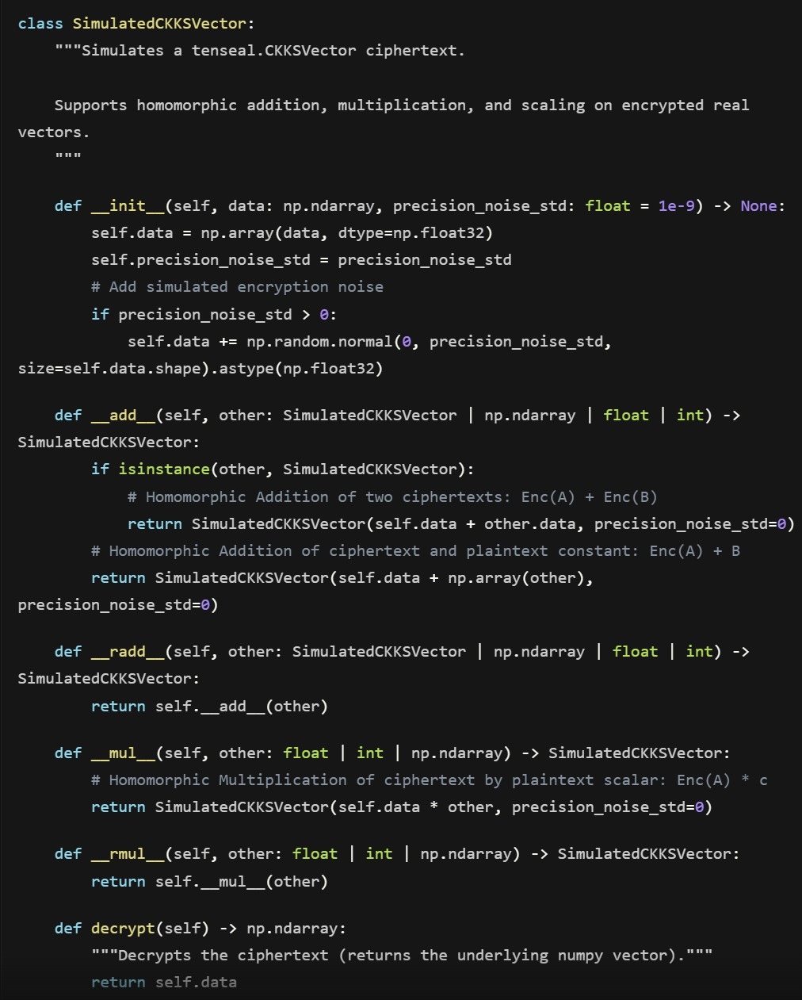 class SimulatedCKKSVector:
    """Simulates a tenseal.CKKSVector ciphertext.
    Supports homomorphic addition, multiplication, and scaling on encrypted real
vectors.
    """
    def __init__(self, data: np.ndarray, precision_noise_std: float = 1e-9) -> None:
        self.data = np.array(data, dtype=np.float32)
        self.precision_noise_std = precision_noise_std
        # Add simulated encryption noise
        if precision_noise_std > 0:
            self.data += np.random.normal(0, precision_noise_std,
size=self.data.shape).astype(np.float32)
    def __add__(self, other: SimulatedCKKSVector | np.ndarray | float | int) ->
SimulatedCKKSVector:
        if isinstance(other, SimulatedCKKSVector):
            # Homomorphic Addition of two ciphertexts: Enc(A) + Enc(B)
            return SimulatedCKKSVector(self.data + other.data, precision_noise_std=0)
        # Homomorphic Addition of ciphertext and plaintext constant: Enc(A) + B
        return SimulatedCKKSVector(self.data + np.array(other),
precision_noise_std=0)
    def __radd__(self, other: SimulatedCKKSVector | np.ndarray | float | int) ->
SimulatedCKKSVector:
        return self.__add__(other)
    def __mul__(self, other: float | int | np.ndarray) -> SimulatedCKKSVector:
        # Homomorphic Multiplication of ciphertext by plaintext scalar: Enc(A) * c
        return SimulatedCKKSVector(self.data * other, precision_noise_std=0)
    def __rmul__(self, other: float | int | np.ndarray) -> SimulatedCKKSVector:
        return self.__mul__(other)
    def decrypt(self) -> np.ndarray:
        """Decrypts the ciphertext (returns the underlying numpy vector)."""
        return self.data